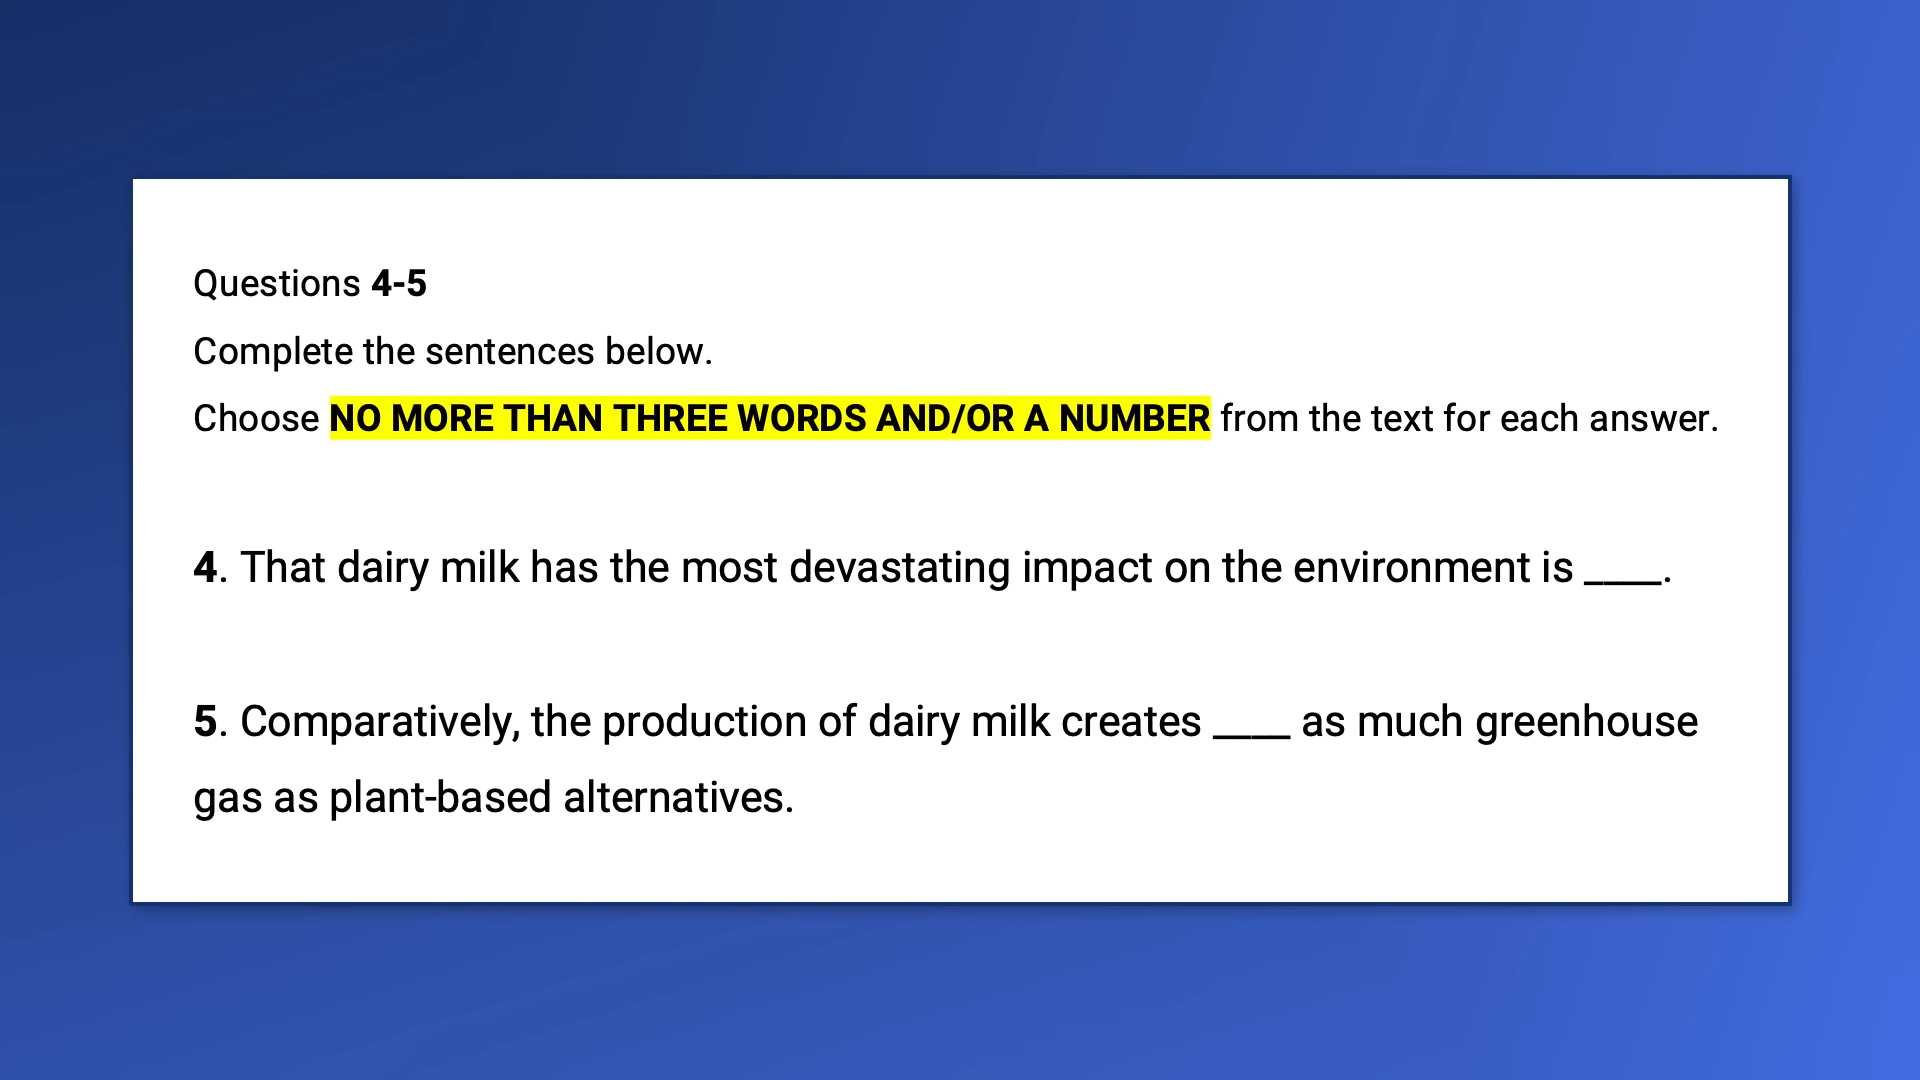 Questions 4-5
Complete the sentences below.
Choose NO MORE THAN THREE WORDS AND/OR A NUMBER from the text for each answer.
4. That dairy milk has the most devastating impact on the environment is ____.
5. Comparatively, the production of dairy milk creates ____ as much greenhouse
gas as plant-based alternatives.